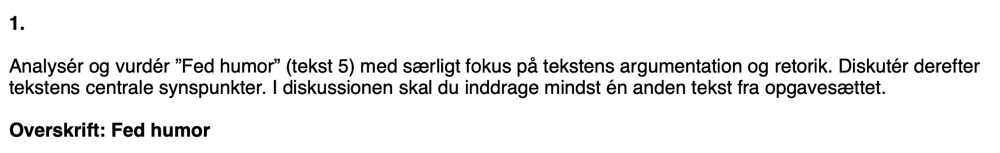 1.
Analysér og vurdér ”Fed humor” (tekst 5) med særligt fokus på tekstens argumentation og retorik. Diskutér derefter
tekstens centrale synspunkter. I diskussionen skal du inddrage mindst én anden tekst fra opgavesættet.
Overskrift: Fed humor